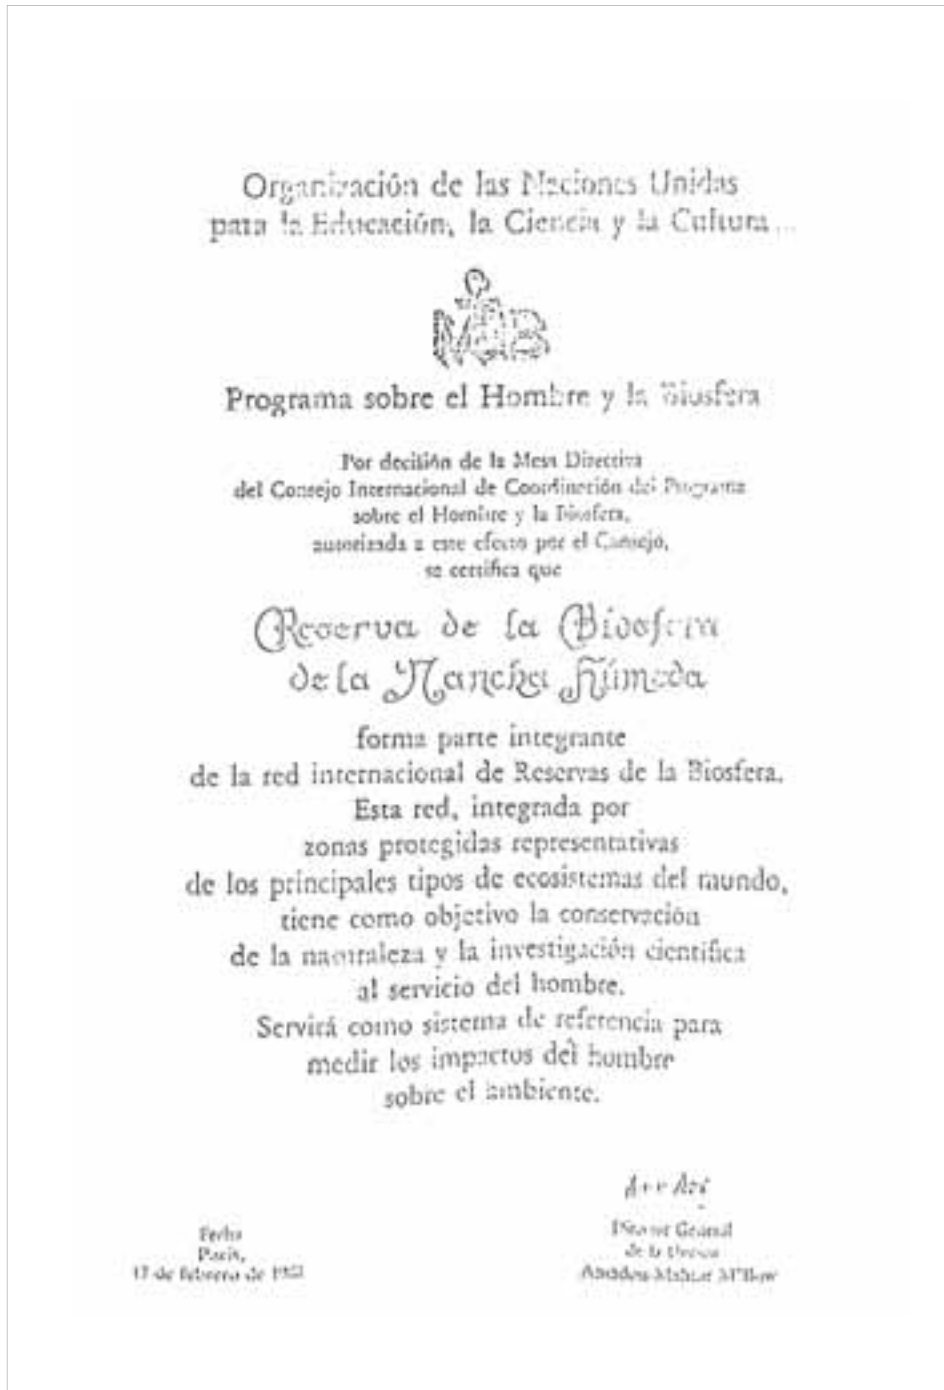 Organización de las Naciones Unidas
para la Educación, la Ciencia y la Cultura
MAB
Programa sobre el Hombre y la Biosfera
Por decisión de la Mesa Directiva
del Consejo Internacional de Coordinación del Programa
sobre el Hombre y la Biosfera,
autorizada a este efecto por el Consejo,
se certifica que
Reserva de la Biosfera
de la Mancha Húmeda
forma parte integrante
de la red internacional de Reservas de la Biosfera.
Esta red, integrada por
zonas protegidas representativas
de los principales tipos de ecosistemas del mundo,
tiene como objetivo la conservación
de la naturaleza y la investigación científica
al servicio del hombre.
Servirá como sistema de referencia para
medir los impactos del hombre
sobre el ambiente.
Fecha
París,
de febrero de
Director General
de la Unesco
Amadou-Mahtar M'Bow